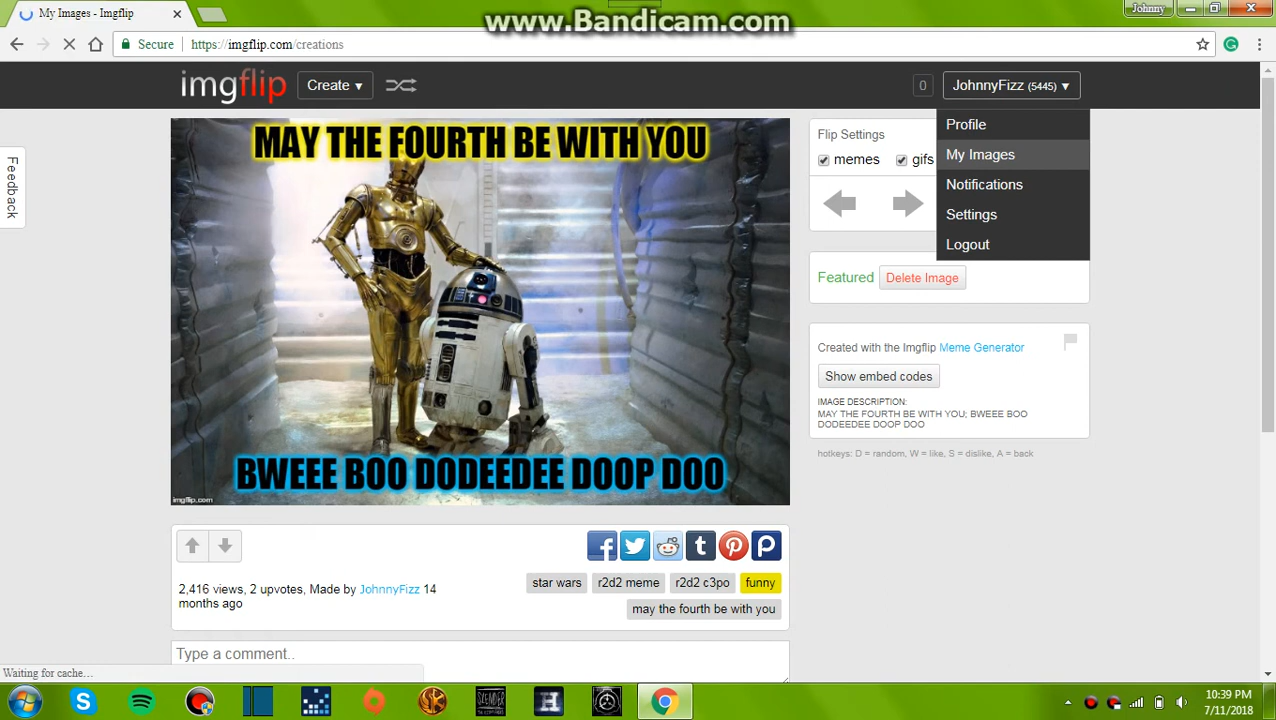 www.Bandicam.com
My Images - Imgflip
Johnny
Secure
https://imgflip.com/creations
imgflip
Create
0
JohnnyFizz (5445)
Profile
My Images
Notifications
Settings
Logout
Feedback
MAY THE FOURTH BE WITH YOU
BWEEE BOO DODEEDEE DOOP DOO
imgflip.com
Flip Settings
memes
gifs
Featured
Delete Image
Created with the Imgflip Meme Generator
Show embed codes
IMAGE DESCRIPTION:
MAY THE FOURTH BE WITH YOU; BWEEE BOO
DODEEDEE DOOP DOO
hotkeys: D = random, W = like, S = dislike, A = back
2,416 views, 2 upvotes, Made by JohnnyFizz 14
months ago
star wars
r2d2 meme
r2d2 c3po
funny
may the fourth be with you
Type a comment..
Waiting for cache...
10:39 PM
7/11/2018